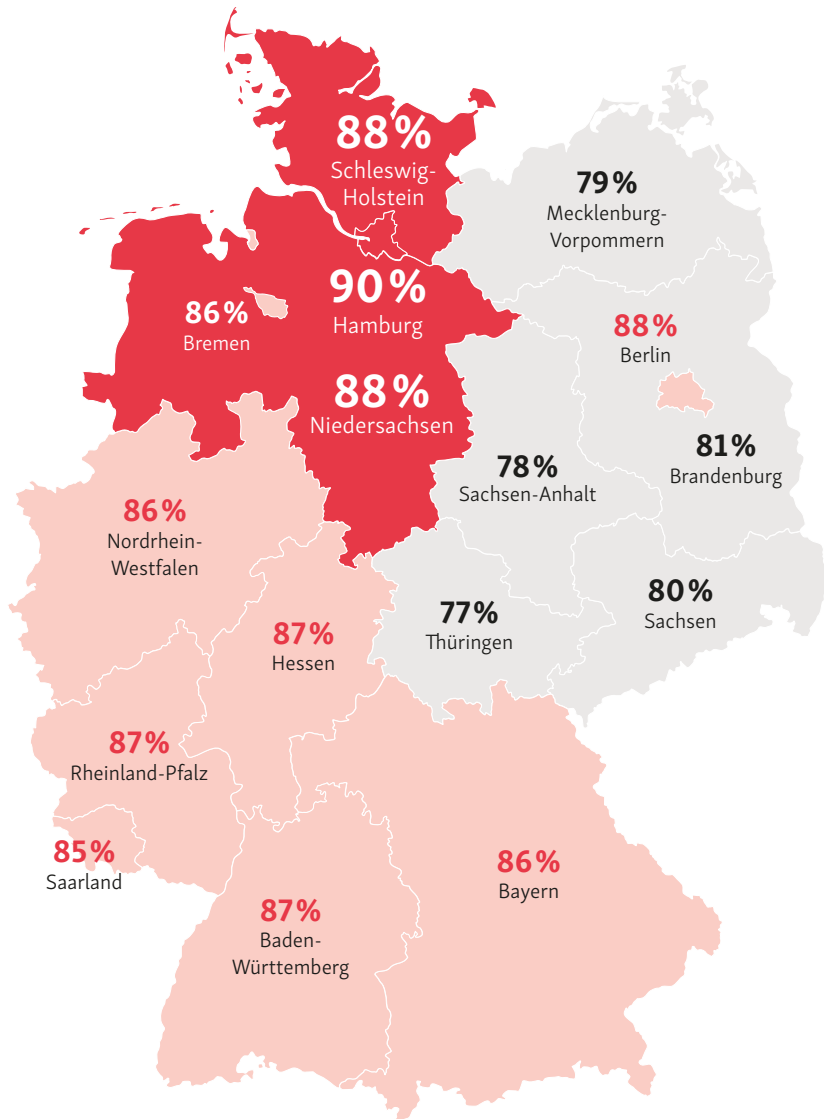 88%
Schleswig-
Holstein
79%
Mecklenburg-
Vorpommern
90%
Hamburg
86%
Bremen
88%
Berlin
88%
Niedersachsen
81%
Brandenburg
78%
Sachsen-Anhalt
86%
Nordrhein-
Westfalen
80%
Sachsen
77%
Thüringen
87%
Hessen
87%
Rheinland-Pfalz
85%
Saarland
86%
Bayern
87%
Baden-
Württemberg